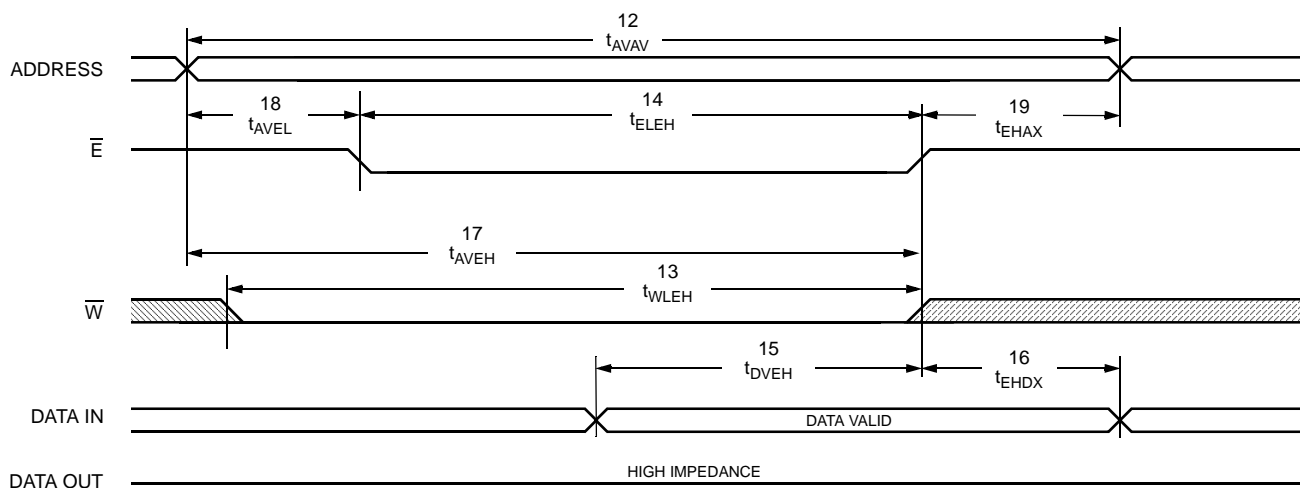 12
tAVAV
ADDRESS
18
tAVEL
14
tELEH
19
tEHAX
E̅
17
tAVEH
13
tWLEH
W̅
15
tDVEH
16
tEHDX
DATA IN
DATA VALID
DATA OUT
HIGH IMPEDANCE